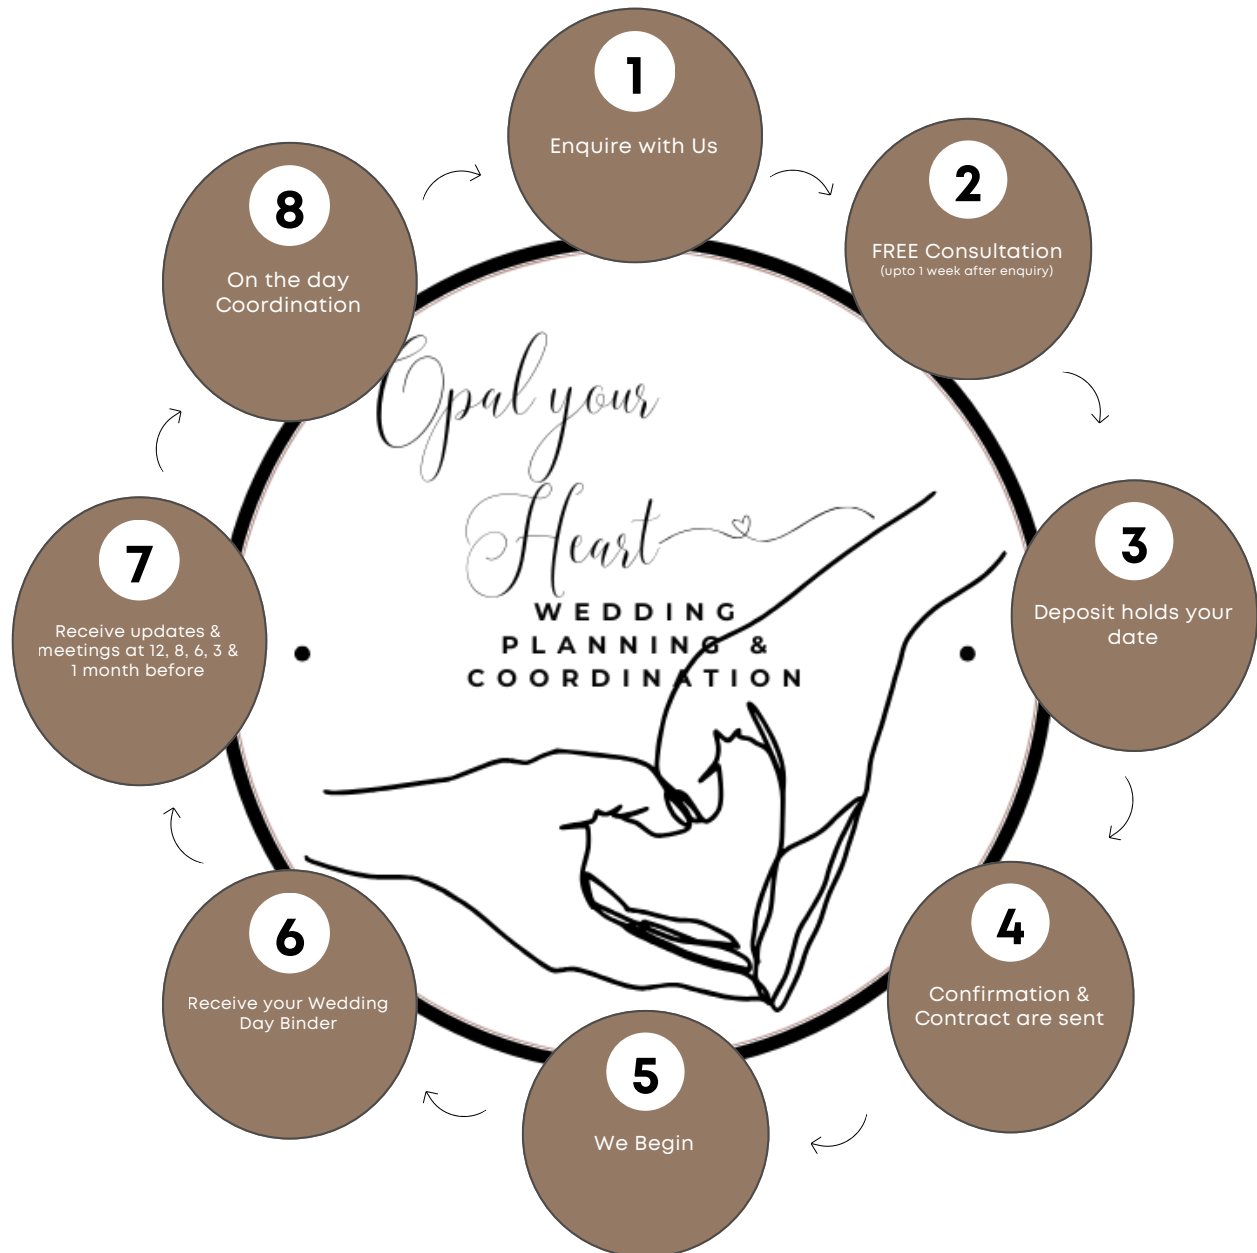 1
Enquire with Us
2
FREE Consultation
(upto 1 week after enquiry)
3
Deposit holds your
date
4
Confirmation &
Contract are sent
5
We Begin
6
Receive your Wedding
Day Binder
7
Receive updates &
meetings at 12, 8, 6, 3 &
1 month before
8
On the day
Coordination
Opal your
Heart
WEDDING
PLANNING &
COORDINATION